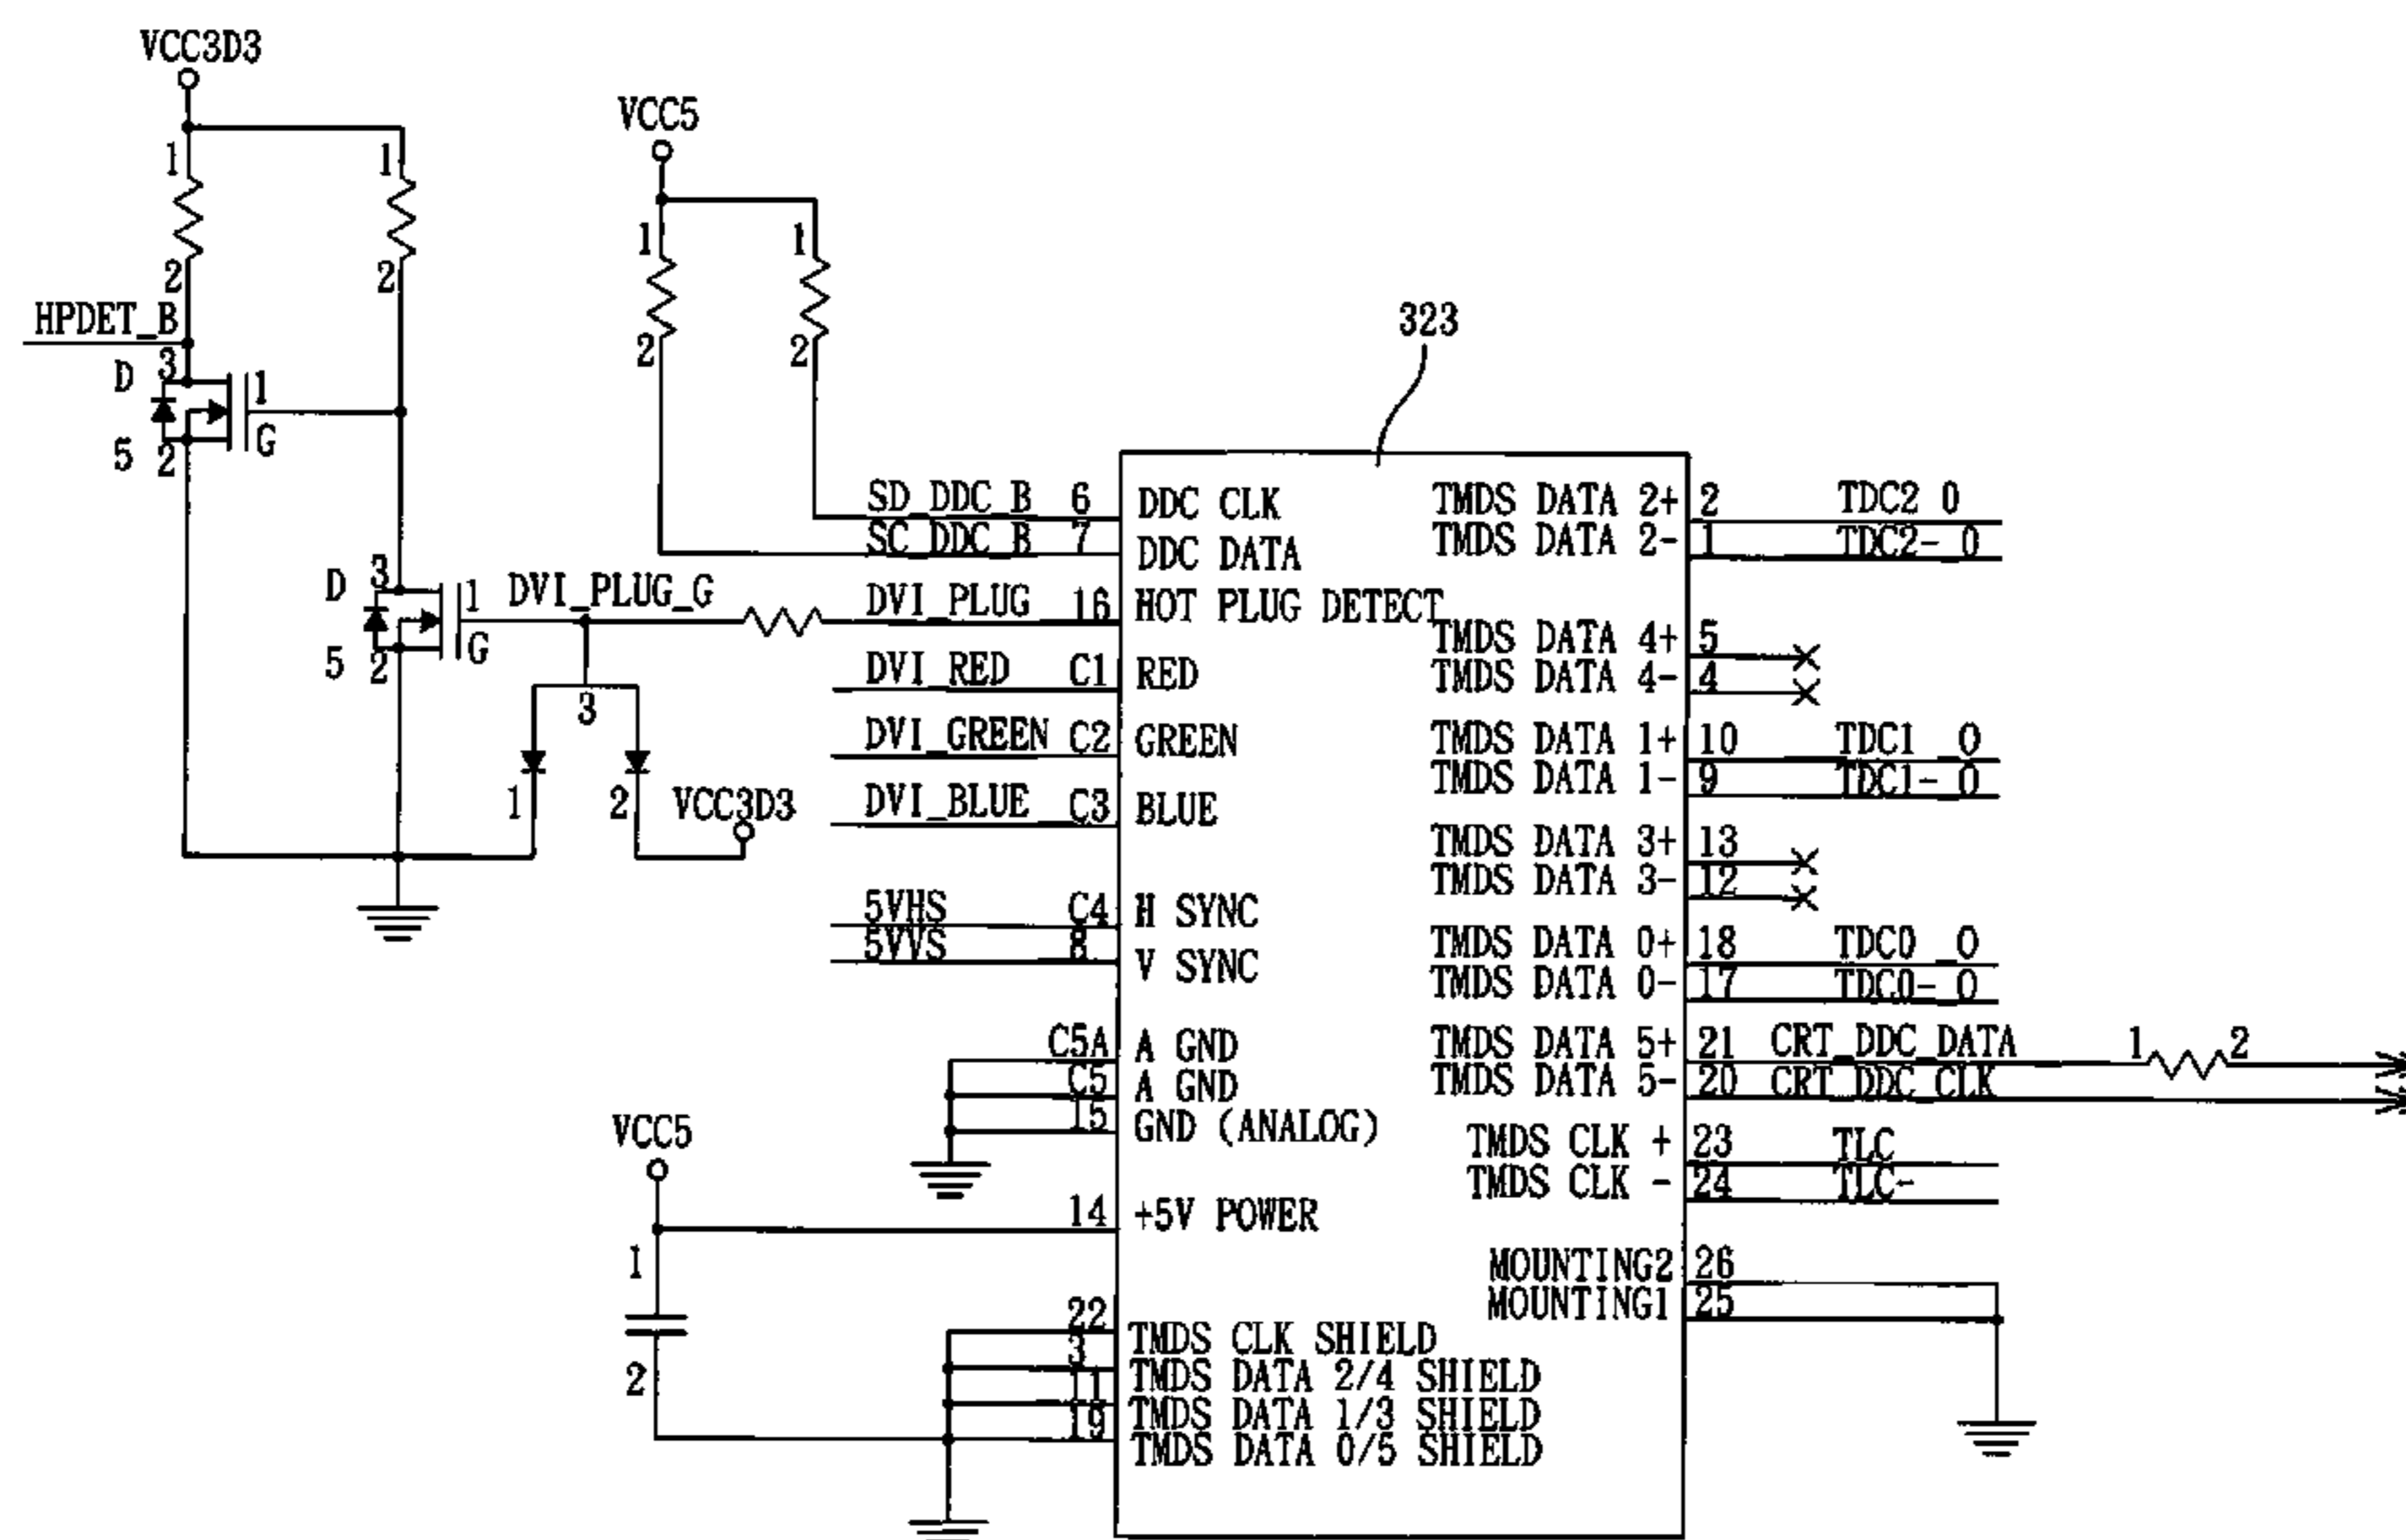 VCC3D3
VCC5
1
1
1
1
2
2
2
2
HPDET_B
D 3
1
G
5 2
323
SD_DDC_B 6 DDC CLK
SC_DDC_B 7 DDC DATA
D 3
1
G
5 2
DVI_PLUG_G
DVI_PLUG 16 HOT PLUG DETECT
DVI_RED C1 RED
3
DVI_GREEN C2 GREEN
1
2
VCC3D3
DVI_BLUE C3 BLUE
5VHS C4 H SYNC
5VVS 8 V SYNC
C5A A GND
C5 A GND
15 GND (ANALOG)
VCC5
14 +5V POWER
1
2
22 TMDS CLK SHIELD
3 TMDS DATA 2/4 SHIELD
11 TMDS DATA 1/3 SHIELD
19 TMDS DATA 0/5 SHIELD
TMDS DATA 2+ 2 TDC2_0
TMDS DATA 2- 1 TDC2-_0
TMDS DATA 4+ 5
TMDS DATA 4- 4
TMDS DATA 1+ 10 TDC1_0
TMDS DATA 1- 9 TDC1-_0
TMDS DATA 3+ 13
TMDS DATA 3- 12
TMDS DATA 0+ 18 TDC0_0
TMDS DATA 0- 17 TDC0-_0
TMDS DATA 5+ 21 CRT_DDC_DATA 1 2
TMDS DATA 5- 20 CRT_DDC_CLK
TMDS CLK + 23 TLC
TMDS CLK - 24 TLC-
MOUNTING2 26
MOUNTING1 25